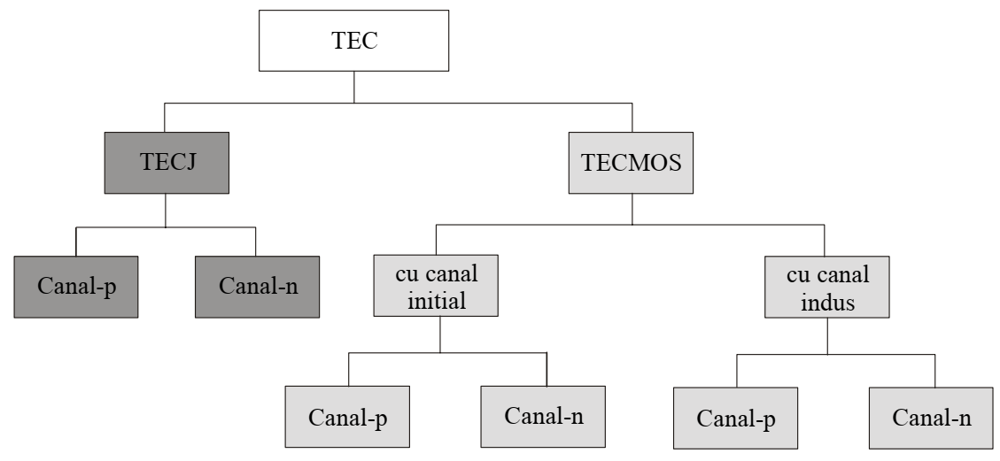 TEC
TECJ
TECMOS
Canal-p
Canal-n
cu canal
initial
cu canal
indus
Canal-p
Canal-n
Canal-p
Canal-n